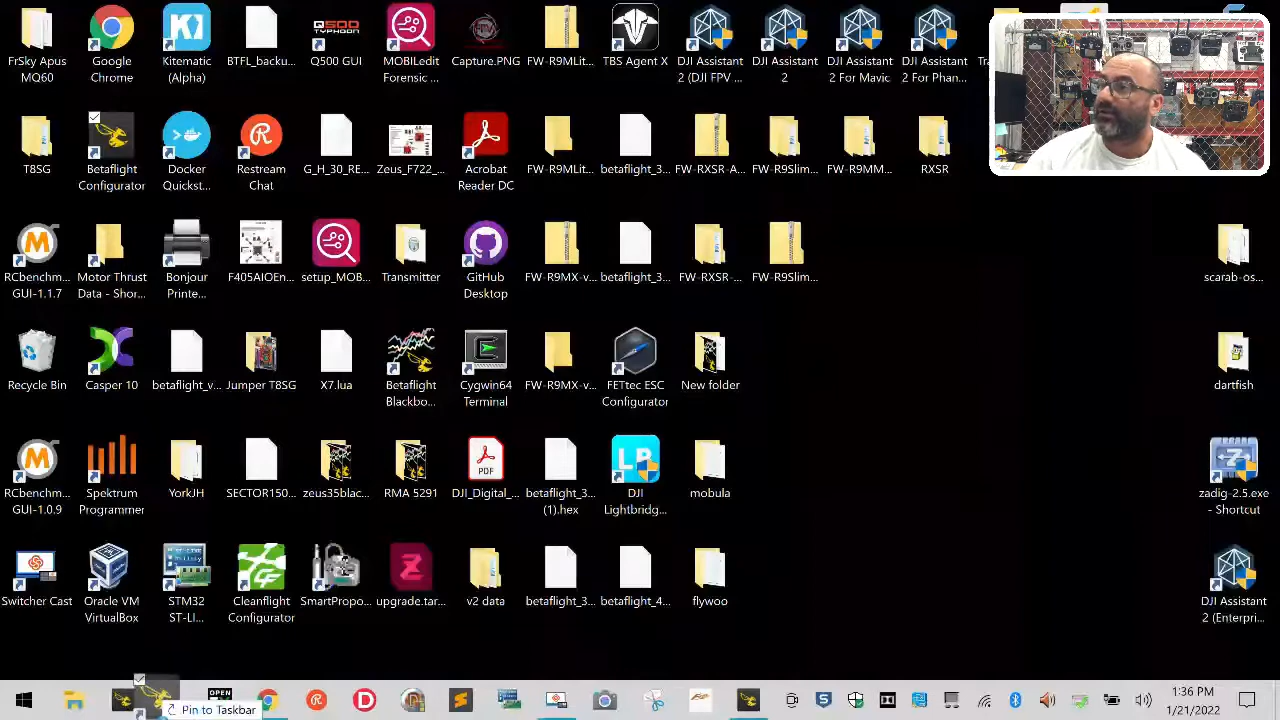 FrSky Apus
MQ60
Google
Chrome
Kitematic
(Alpha)
BTFL_backu...
Q500
TYPHOON
Q500 GUI
MOBILedit
Forensic ...
Capture.PNG
FW-R9MLit...
TBS Agent X
DJI Assistant
2 (DJI FPV ...
DJI Assistant
2
DJI Assistant
2 For Mavic
DJI Assistant
2 For Phan...
T8SG
Betaflight
Configurator
Docker
Quickst...
Restream
Chat
G_H_30_RE...
Zeus_F722_...
Acrobat
Reader DC
FW-R9MLit...
betaflight_3...
FW-RXSR-A...
FW-R9Slim...
FW-R9MM...
RXSR
RCbenchm...
GUI-1.1.7
Motor Thrust
Data - Shor...
Bonjour
Printe...
F405AIOEn...
setup_MOB...
Transmitter
GitHub
Desktop
FW-R9MX-v...
betaflight_3...
FW-RXSR-...
FW-R9Slim...
scarab-os...
Recycle Bin
Casper 10
betaflight_v...
Jumper T8SG
X7.lua
Betaflight
Blackbo...
Cygwin64
Terminal
FW-R9MX-v...
FETtec ESC
Configurator
New folder
dartfish
RCbenchm...
GUI-1.0.9
Spektrum
Programmer
YorkJH
SECTOR150...
zeus35blac...
RMA 5291
PDF
DJI_Digital_...
betaflight_3...
(1).hex
LB
DJI
Lightbridg...
mobula
zadig-2.5.exe
- Shortcut
Switcher Cast
Oracle VM
VirtualBox
STM32
ST-LI...
Cleanflight
Configurator
SmartPropo...
upgrade.tar...
v2 data
betaflight_3...
betaflight_4...
flywoo
DJI Assistant
2 (Enterpri...
OPEN
Pin to Taskbar
1:36 PM
1/21/2022